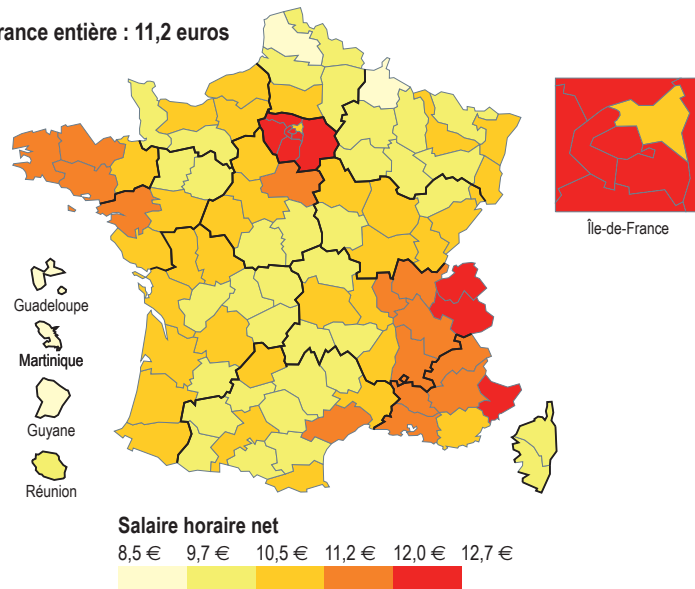 rance entière : 11,2 euros
Île-de-France
Guadeloupe
Martinique
Guyane
Réunion
Salaire horaire net
8,5 € 9,7 € 10,5 € 11,2 € 12,0 € 12,7 €